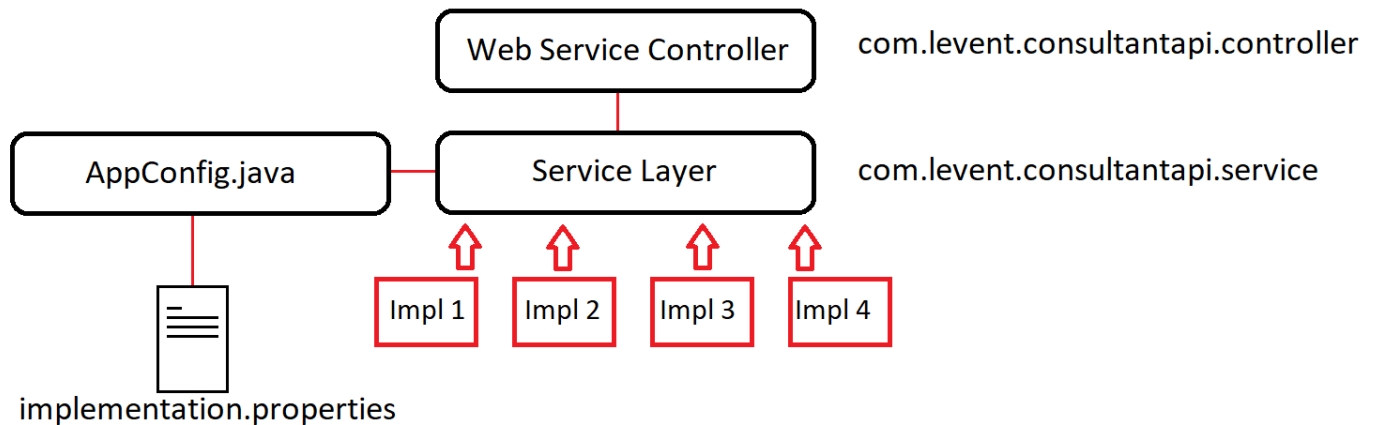 Web Service Controller
com.levent.consultantapi.controller
AppConfig.java
Service Layer
com.levent.consultantapi.service
Impl 1
Impl 2
Impl 3
Impl 4
implementation.properties